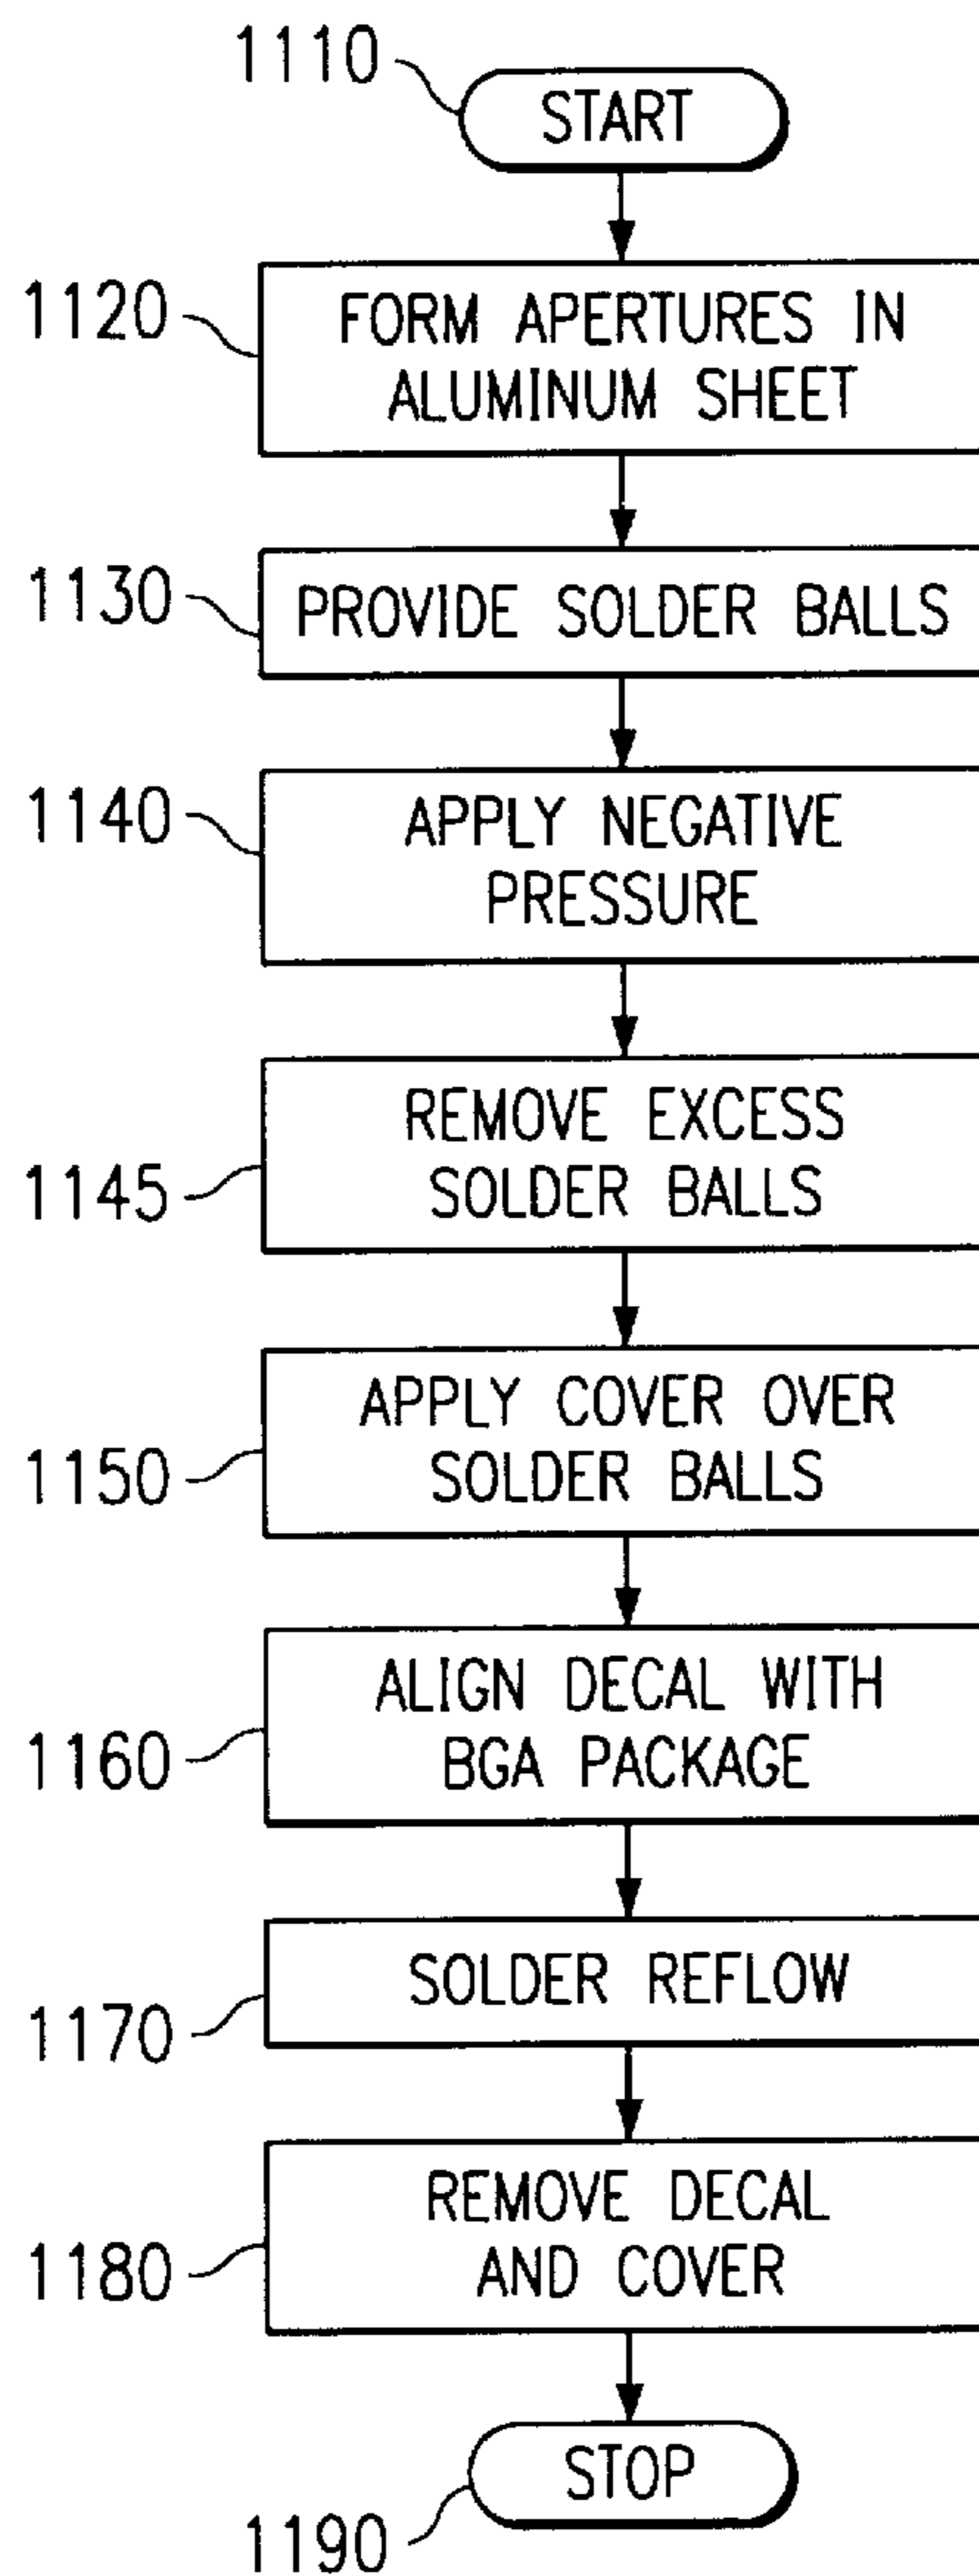 1110
START
1120
FORM APERTURES IN
ALUMINUM SHEET
1130
PROVIDE SOLDER BALLS
1140
APPLY NEGATIVE
PRESSURE
REMOVE EXCESS
SOLDER BALLS
1145
APPLY COVER OVER
SOLDER BALLS
1150
ALIGN DECAL WITH
BGA PACKAGE
1160
SOLDER REFLOW
1170
REMOVE DECAL
AND COVER
1180
STOP
1190